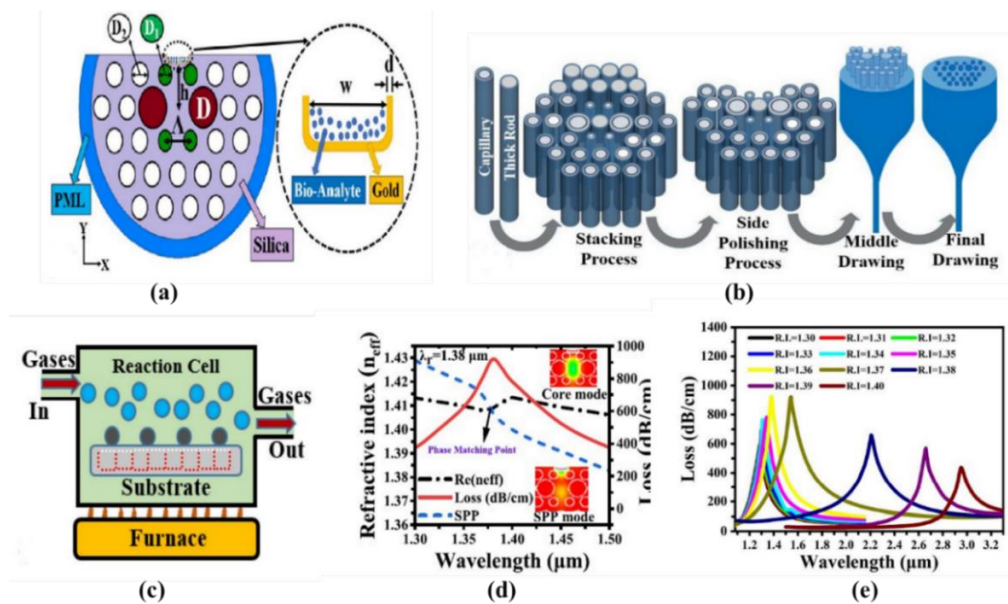 D₂
D₁
h
D
Λ
W
d
Bio-Analyte
Gold
PML
Silica
Y
X
(a)
Capillary
Thick Rod
Stacking
Process
Side
Polishing
Process
Middle
Drawing
Final
Drawing
(b)
Gases
In
Reaction Cell
Gases
Out
Substrate
Furnace
(c)
Refractive index (neff)
1.43
1.42
1.41
1.40
1.39
1.38
1.37
1.36
λr=1.38 μm
Core mode
Phase Matching Point
Re(neff)
Loss (dB/cm)
SPP
SPP mode
1000
800
600
400
200
0
Loss (dB/cm)
1.30
1.35
1.40
1.45
1.50
Wavelength (μm)
(d)
Loss (dB/cm)
1400
1200
1000
800
600
400
200
0
R.I.=1.30
R.I.=1.31
R.I=1.32
R.I=1.33
R.I=1.34
R.I=1.35
R.I=1.36
R.I=1.37
R.I=1.38
R.I=1.39
R.I=1.40
1.2
1.4
1.6
1.8
2.0
2.2
2.4
2.6
2.8
3.0
3.2
Wavelength (μm)
(e)